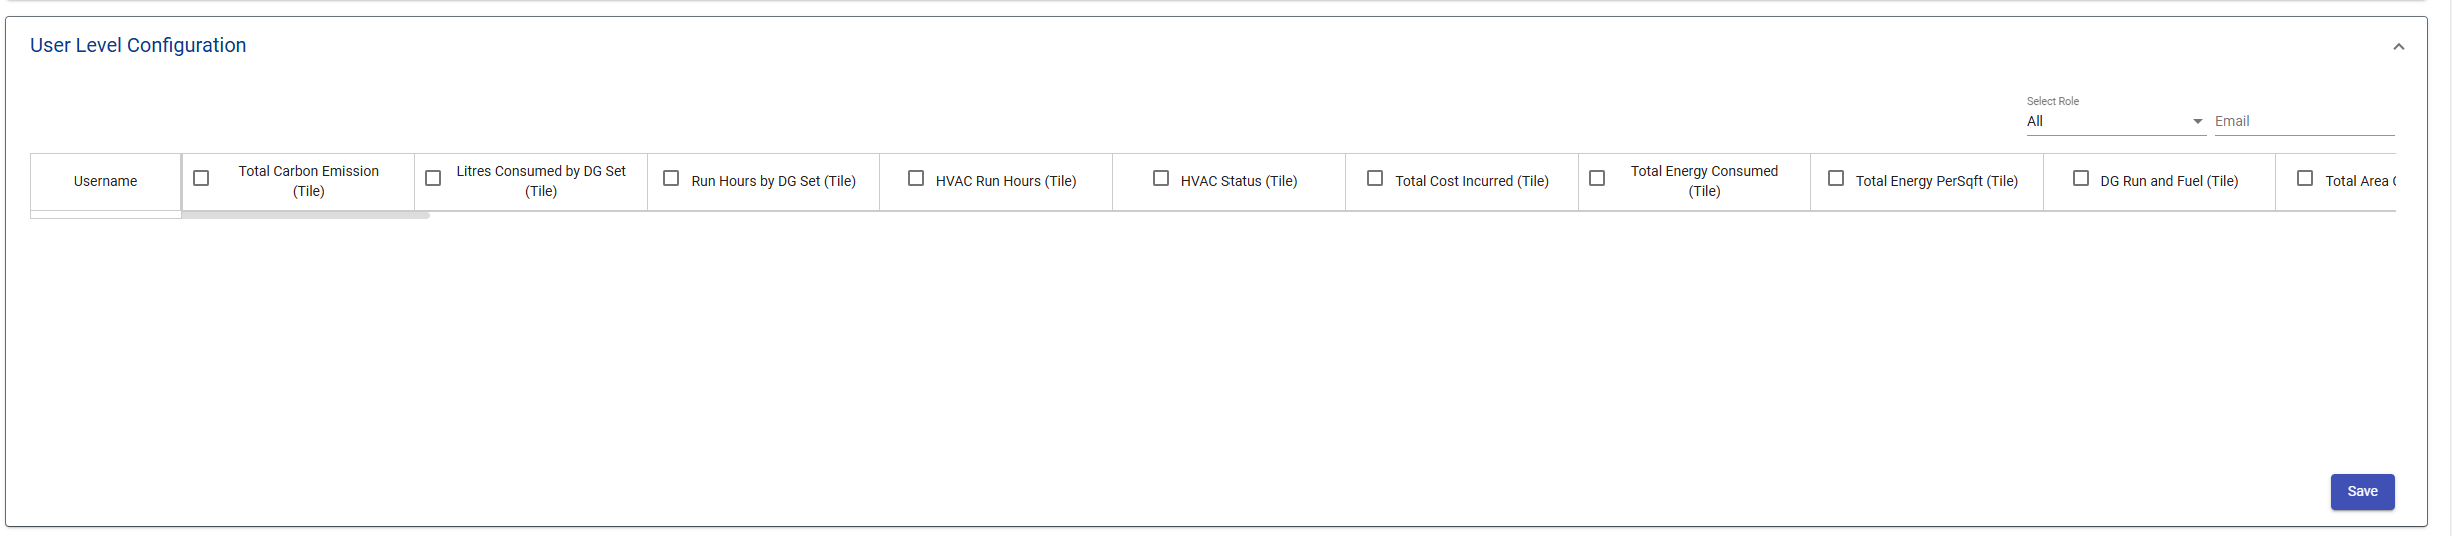 User Level Configuration
Select Role
All
Email
Username
Total Carbon Emission
(Tile)
Litres Consumed by DG Set
(Tile)
Run Hours by DG Set (Tile)
HVAC Run Hours (Tile)
HVAC Status (Tile)
Total Cost Incurred (Tile)
Total Energy Consumed
(Tile)
Total Energy PerSqft (Tile)
DG Run and Fuel (Tile)
Total Area
Save